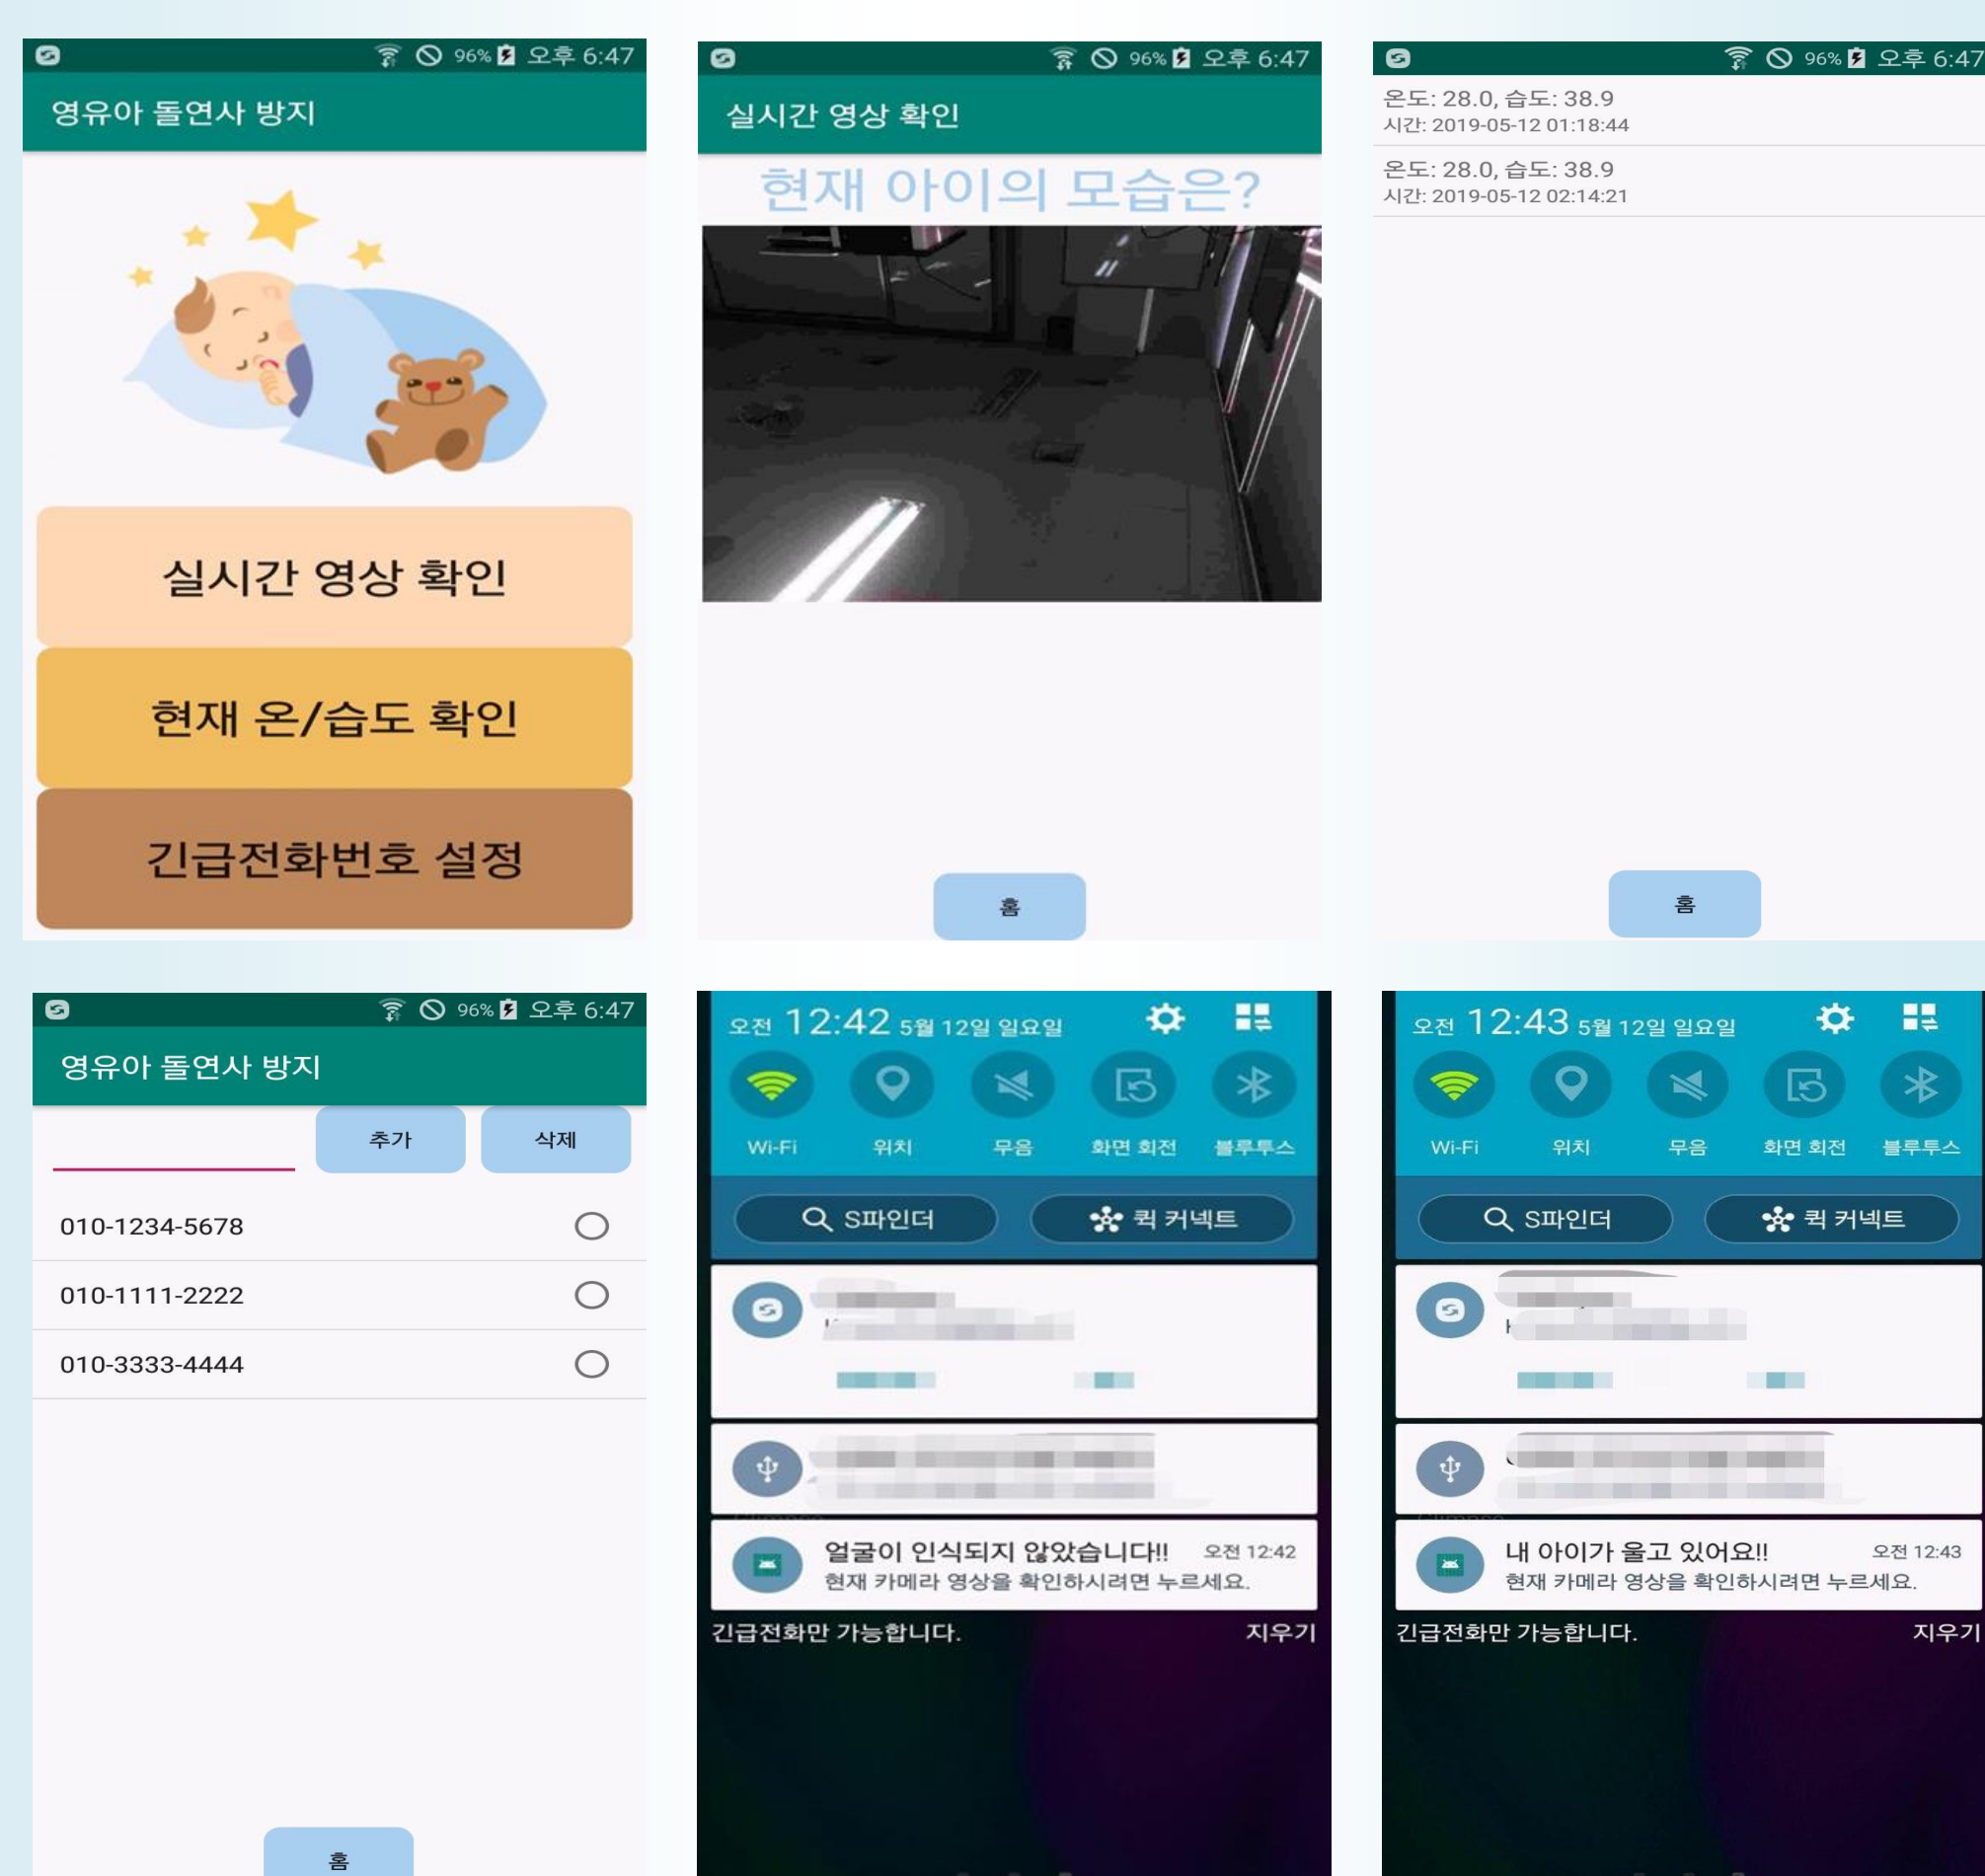 96% 오후 6:47
영유아 돌연사 방지
실시간 영상 확인
현재 온/습도 확인
긴급전화번호 설정
96% 오후 6:47
실시간 영상 확인
현재 아이의 모습은?
홈
96% 오후 6:47
온도: 28.0, 습도: 38.9
시간: 2019-05-12 01:18:44
온도: 28.0, 습도: 38.9
시간: 2019-05-12 02:14:21
홈
96% 오후 6:47
영유아 돌연사 방지
추가 삭제
010-1234-5678
010-1111-2222
010-3333-4444
홈
오전 12:42 5월 12일 일요일
Wi-Fi 위치 무음 화면 회전 블루투스
S파인더 퀵 커넥트
얼굴이 인식되지 않았습니다!! 오전 12:42
현재 카메라 영상을 확인하시려면 누르세요.
긴급전화만 가능합니다. 지우기
오전 12:43 5월 12일 일요일
Wi-Fi 위치 무음 화면 회전 블루투스
S파인더 퀵 커넥트
내 아이가 울고 있어요!! 오전 12:43
현재 카메라 영상을 확인하시려면 누르세요.
긴급전화만 가능합니다. 지우기